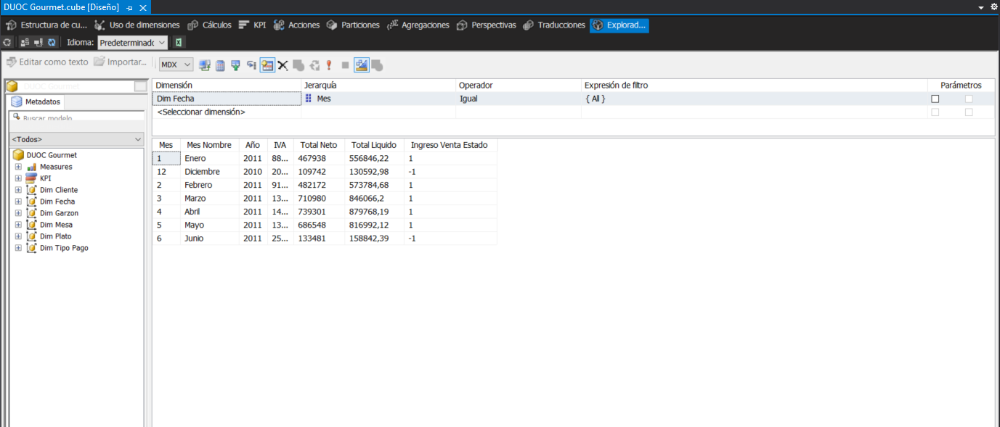 DUOC Gourmet.cube [Diseño]
Estructura de cu... Uso de dimensiones Cálculos KPI Acciones Particiones Agregaciones Perspectivas Traducciones Explorad...
Idioma: Predeterminado
Editar como texto Importar... MDX
DUOC Gourmet
Metadatos
Buscar modelo
<Todos>
DUOC Gourmet
Measures
KPI
Dim Cliente
Dim Fecha
Dim Garzon
Dim Mesa
Dim Plato
Dim Tipo Pago
Dimensión Jerarquía Operador Expresión de filtro Parámetros
Dim Fecha Mes Igual { All }
<Seleccionar dimensión>
Mes Mes Nombre Año IVA Total Neto Total Liquido Ingreso Venta Estado
1 Enero 2011 88... 467938 556846,22 1
12 Diciembre 2010 20... 109742 130592,98 -1
2 Febrero 2011 91... 482172 573784,68 1
3 Marzo 2011 13... 710980 846066,2 1
4 Abril 2011 14... 739301 879768,19 1
5 Mayo 2011 13... 686548 816992,12 1
6 Junio 2011 25... 133481 158842,39 -1